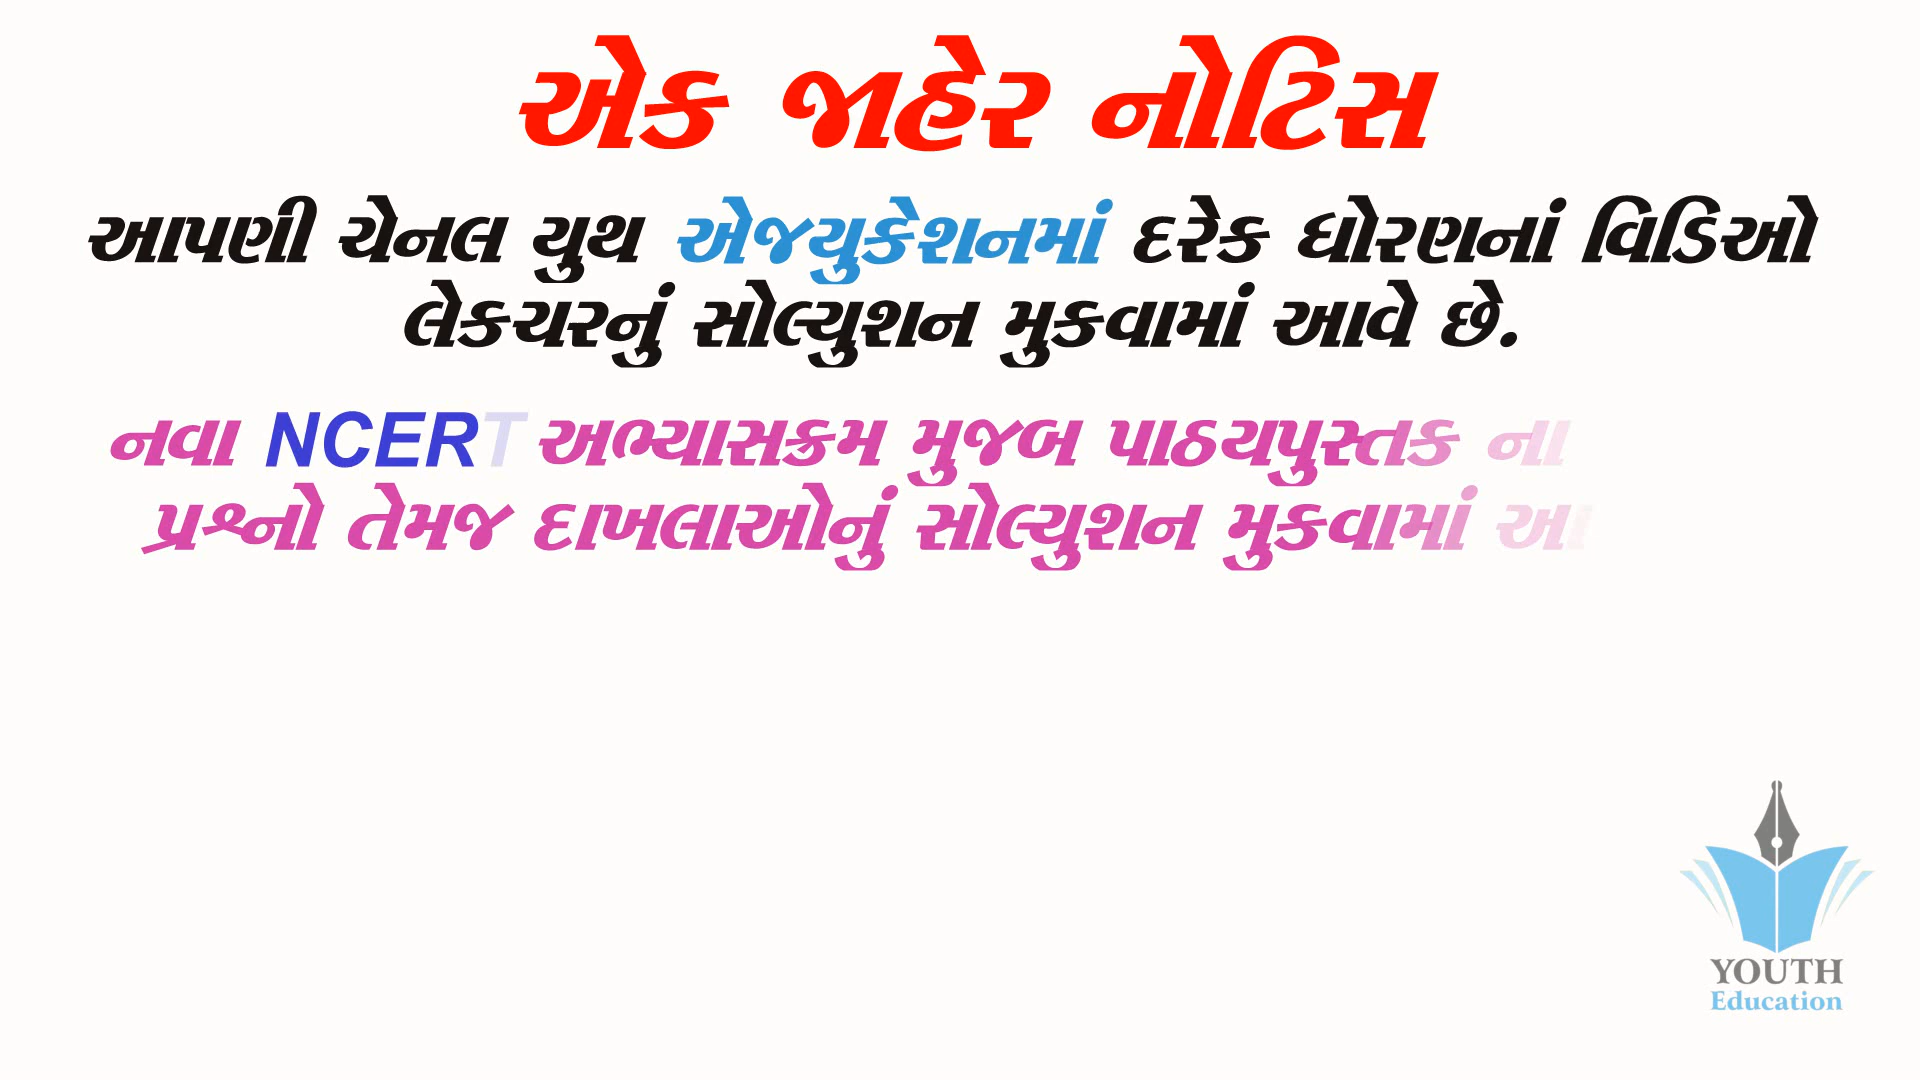 એક જાહેર નોટિસ
આપણી ચેનલ યુથ એજયુકેશનમાં દરેક ધોરણનાં વિડિઓ
લેકચરનું સોલ્યુશન મુકવામાં આવે છે.
નવા NCERT અભ્યાસક્રમ મુજબ પાઠયપુસ્તક ના
પ્રશ્નો તેમજ દાખલાઓનું સોલ્યુશન મુકવામાં
YOUTH
Education